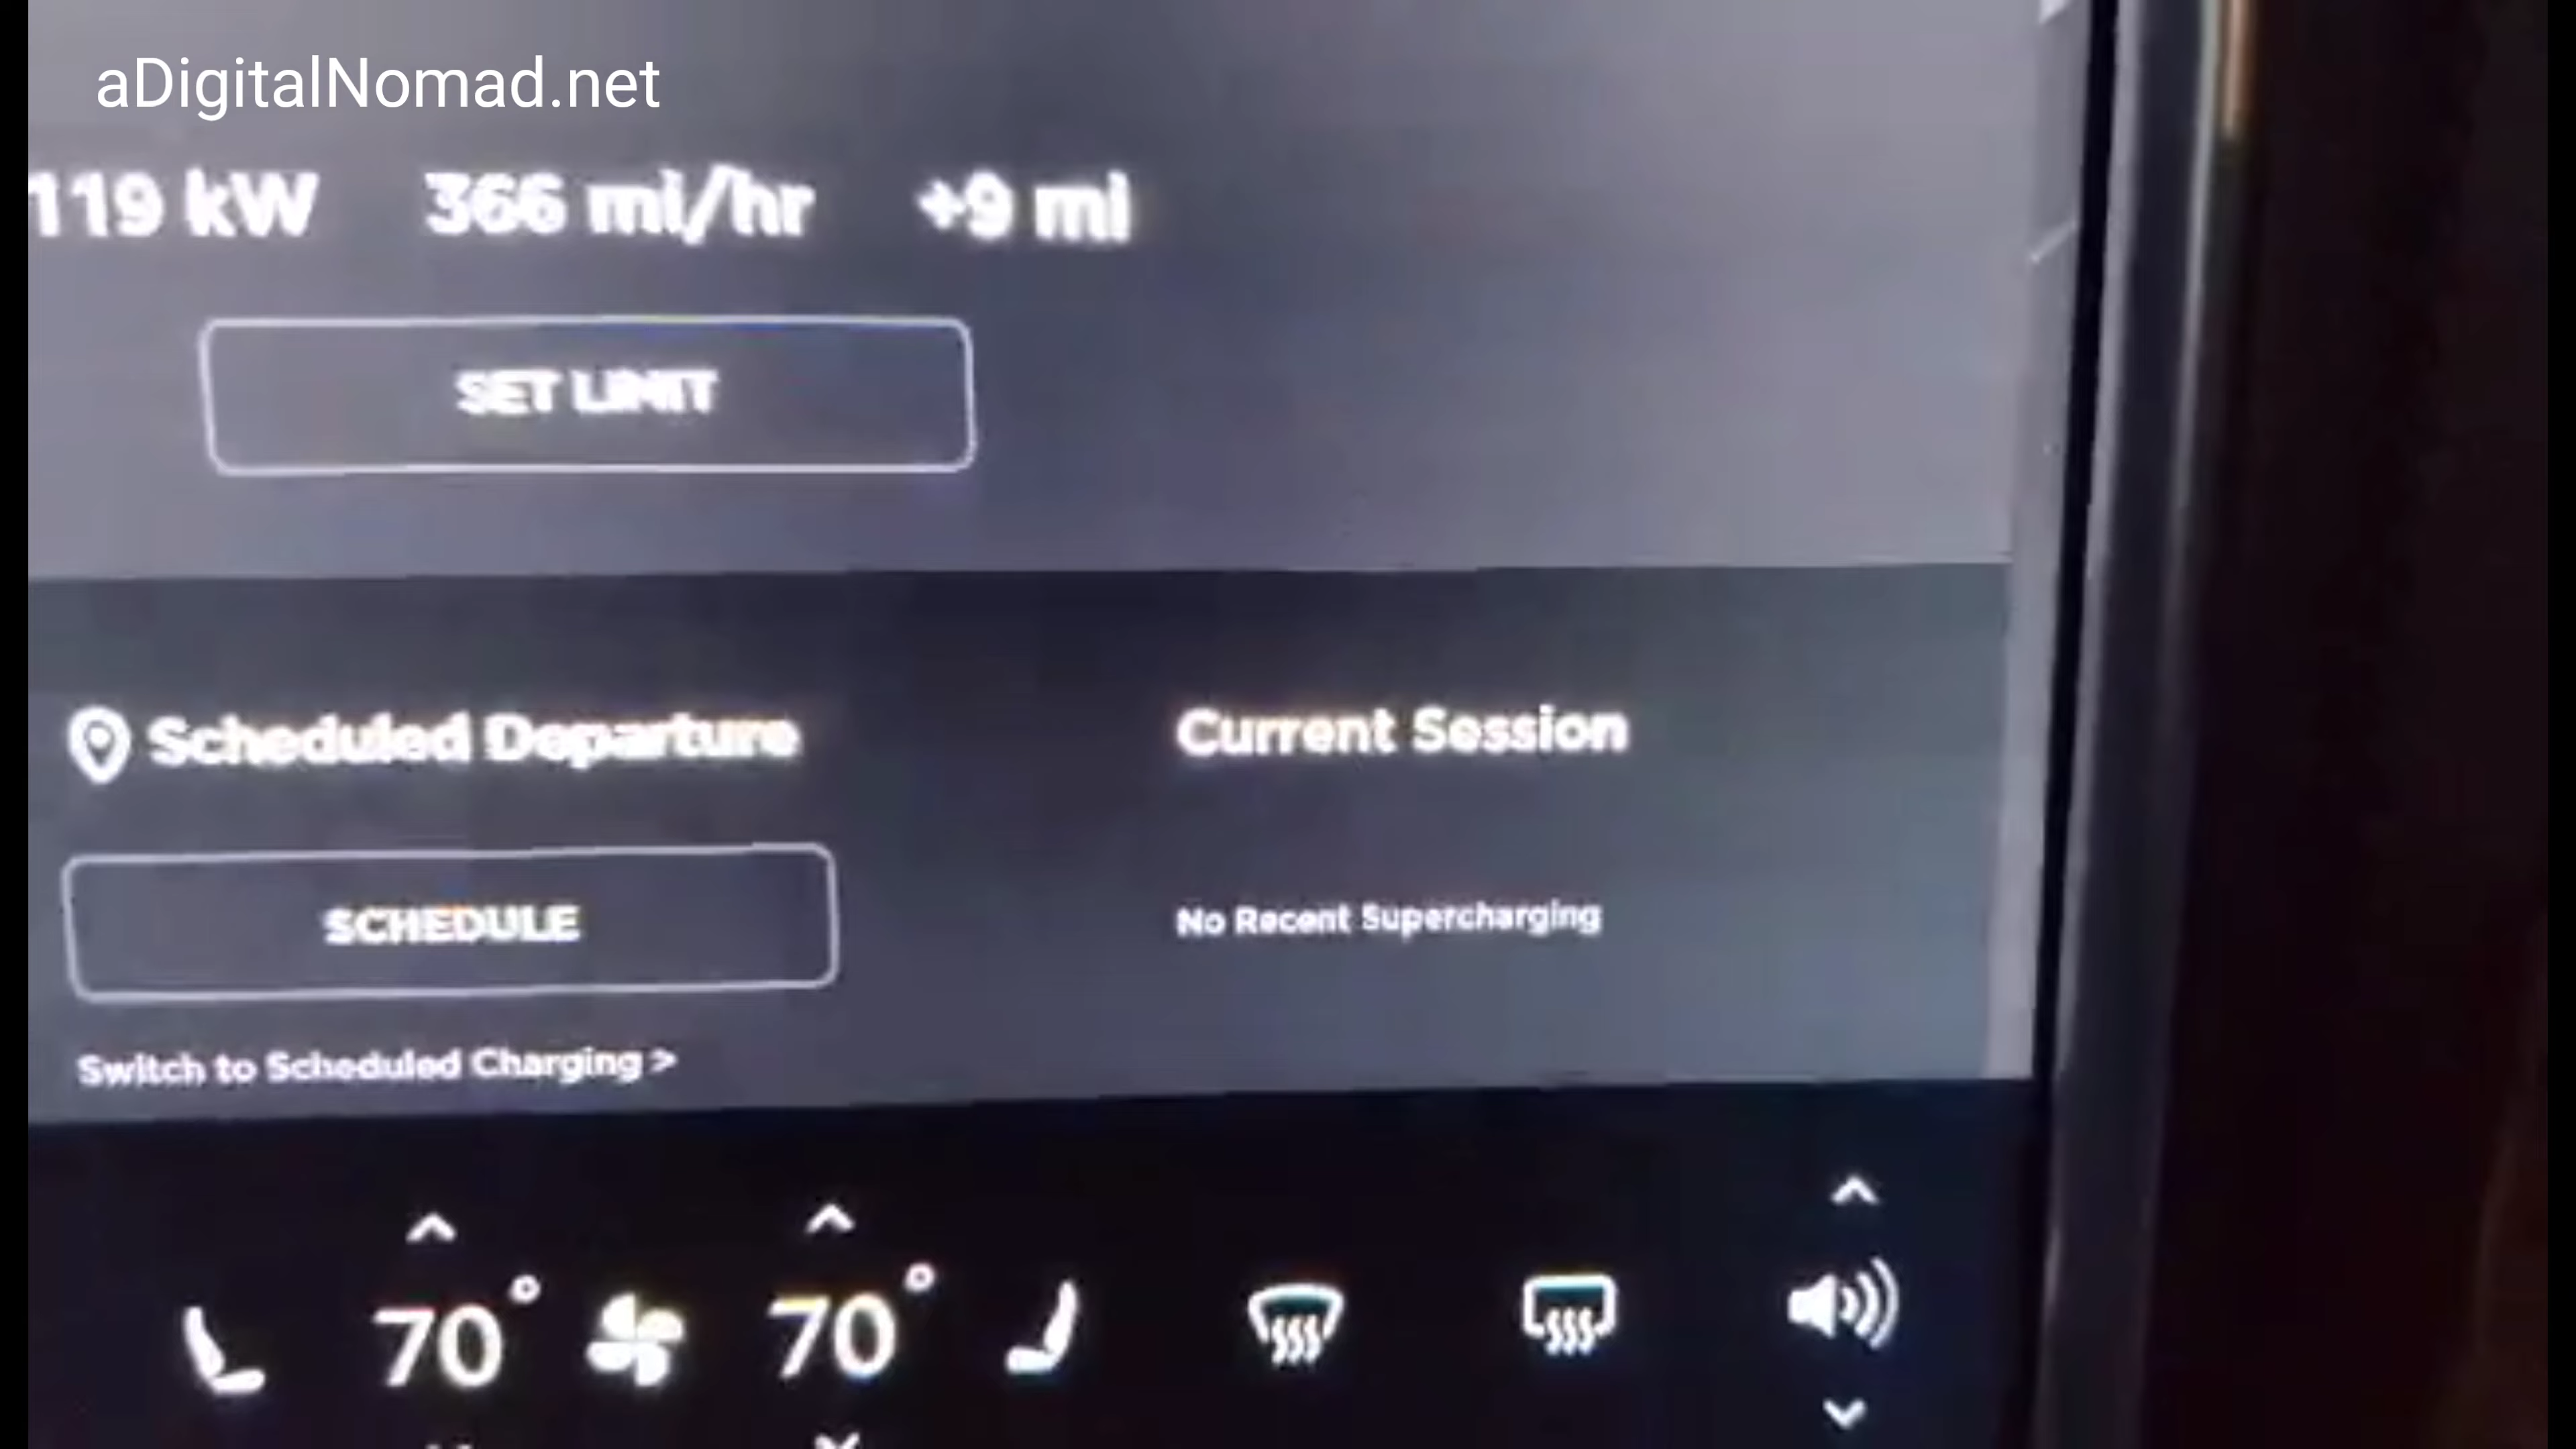 aDigitalNomad.net
119 kW 366 mi/hr +9 mi
SET LIMIT
Scheduled Departure
Current Session
SCHEDULE
No Recent Supercharging
Switch to Scheduled Charging >
70° 70°